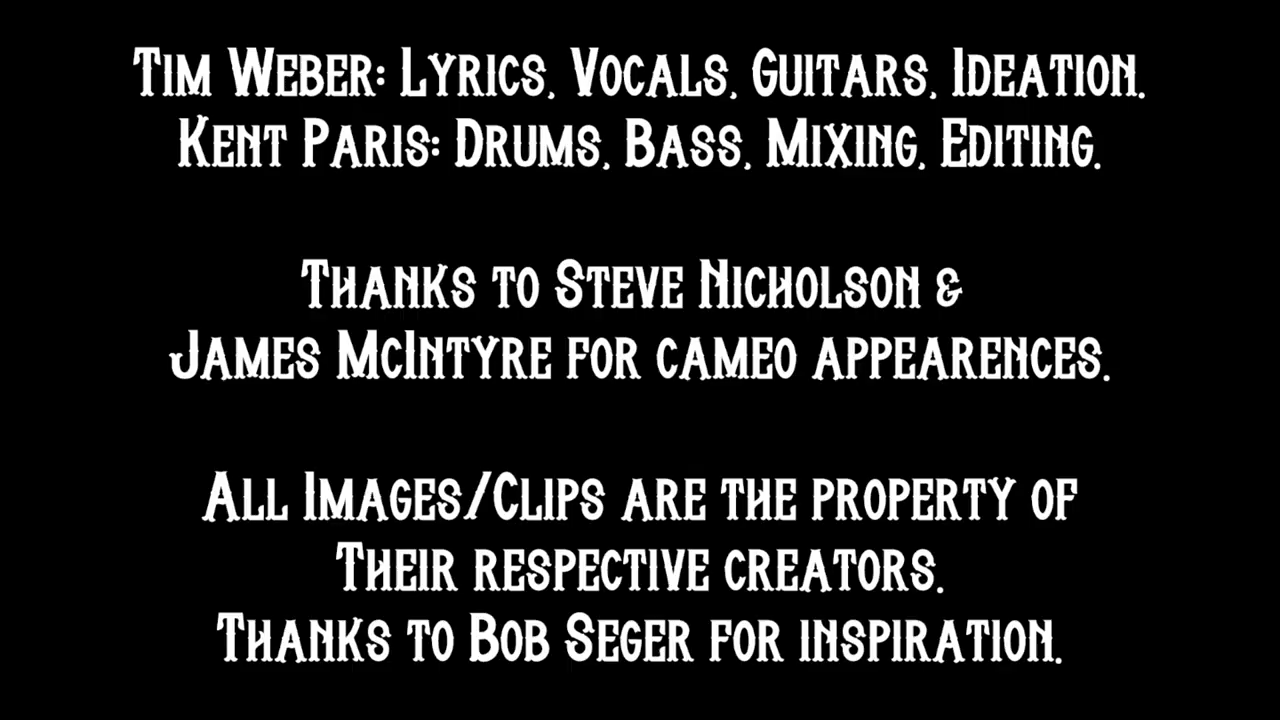 Tim Weber: Lyrics, Vocals, Guitars, Ideation.
Kent Paris: Drums, Bass, Mixing, Editing.
Thanks to Steve Nicholson &
James McIntyre for cameo appearences.
All Images/Clips are the property of
Their respective creators.
Thanks to Bob Seger for inspiration.